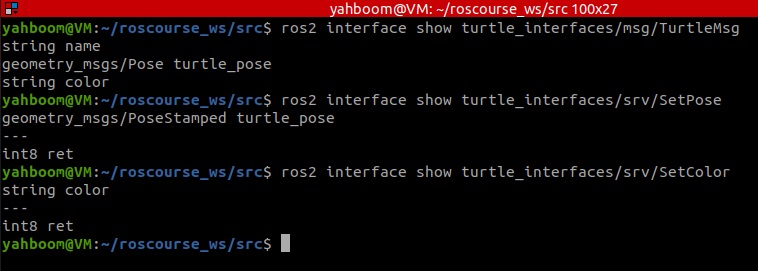 yahboom@VM: ~/roscourse_ws/src 100x27
yahboom@VM:~/roscourse_ws/src$ ros2 interface show turtle_interfaces/msg/TurtleMsg
string name
geometry_msgs/Pose turtle_pose
string color
yahboom@VM:~/roscourse_ws/src$ ros2 interface show turtle_interfaces/srv/SetPose
geometry_msgs/PoseStamped turtle_pose
---
int8 ret
yahboom@VM:~/roscourse_ws/src$ ros2 interface show turtle_interfaces/srv/SetColor
string color
---
int8 ret
yahboom@VM:~/roscourse_ws/src$